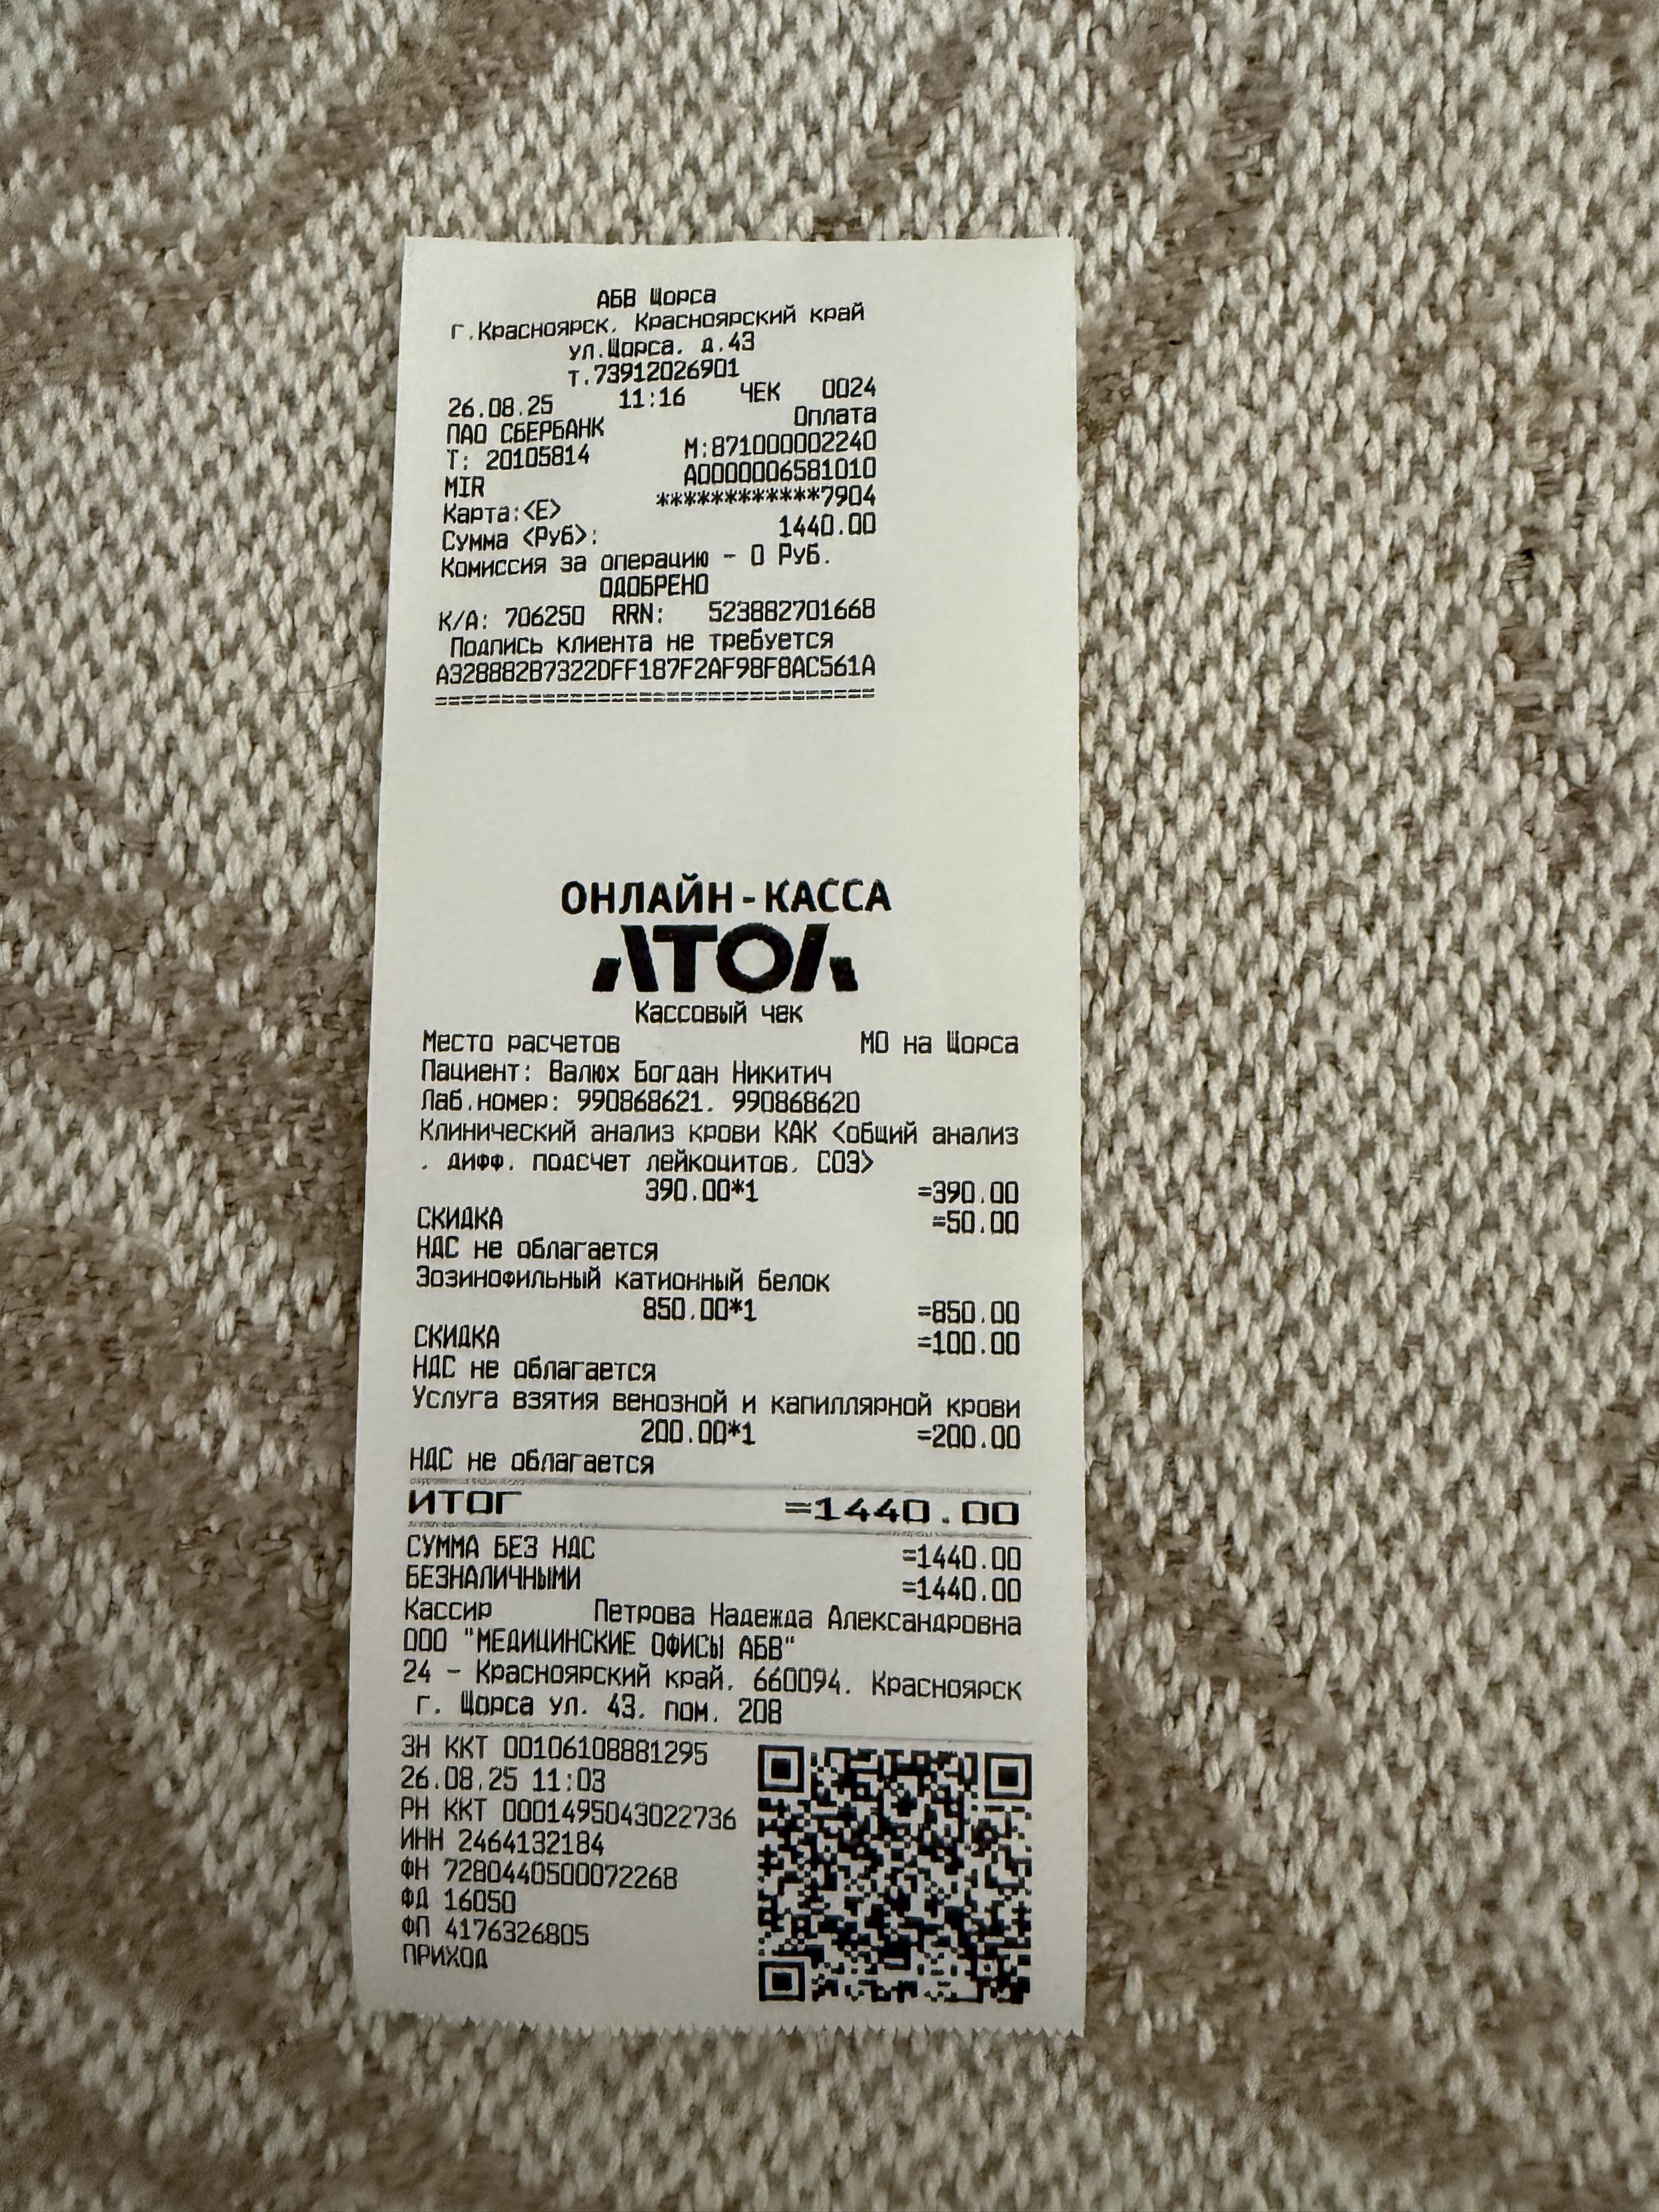 АБВ Щорса
г.Красноярск, Красноярский край
ул.Щорса, д.43
т.73912026901
26.08.25 11:16 ЧЕК 0024
ПАО СБЕРБАНК Оплата
Т: 20105814 М:871000002240
MIR A0000006581010
Карта:<E> ************7904
Сумма <Руб>: 1440.00
Комиссия за операцию - 0 Руб.
ОДОБРЕНО
К/А: 706250 RRN: 523882701668
Подпись клиента не требуется
A328882B7322DFF187F2AF98F8AC561A
================================
ОНЛАЙН-КАССА
АТОЛ
Кассовый чек
Место расчетов МО на Щорса
Пациент: Валюх Богдан Никитич
Лаб.номер: 990868621, 990868620
Клинический анализ крови КАК <общий анализ
, дифф. подсчет лейкоцитов, СОЭ>
390.00*1 =390.00
СКИДКА =50.00
НДС не облагается
Эозинофильный катионный белок
850.00*1 =850.00
СКИДКА =100.00
НДС не облагается
Услуга взятия венозной и капиллярной крови
200.00*1 =200.00
НДС не облагается
ИТОГ =1440.00
СУММА БЕЗ НДС =1440.00
БЕЗНАЛИЧНЫМИ =1440.00
Кассир Петрова Надежда Александровна
ООО "МЕДИЦИНСКИЕ ОФИСЫ АБВ"
24 - Красноярский край, 660094, Красноярск
г, Щорса ул. 43, пом. 208
ЗН ККТ 00106108881295
26.08.25 11:03
РН ККТ 0001495043022736
ИНН 2464132184
ФН 7280440500072268
ФД 16050
ФП 4176326805
ПРИХОД